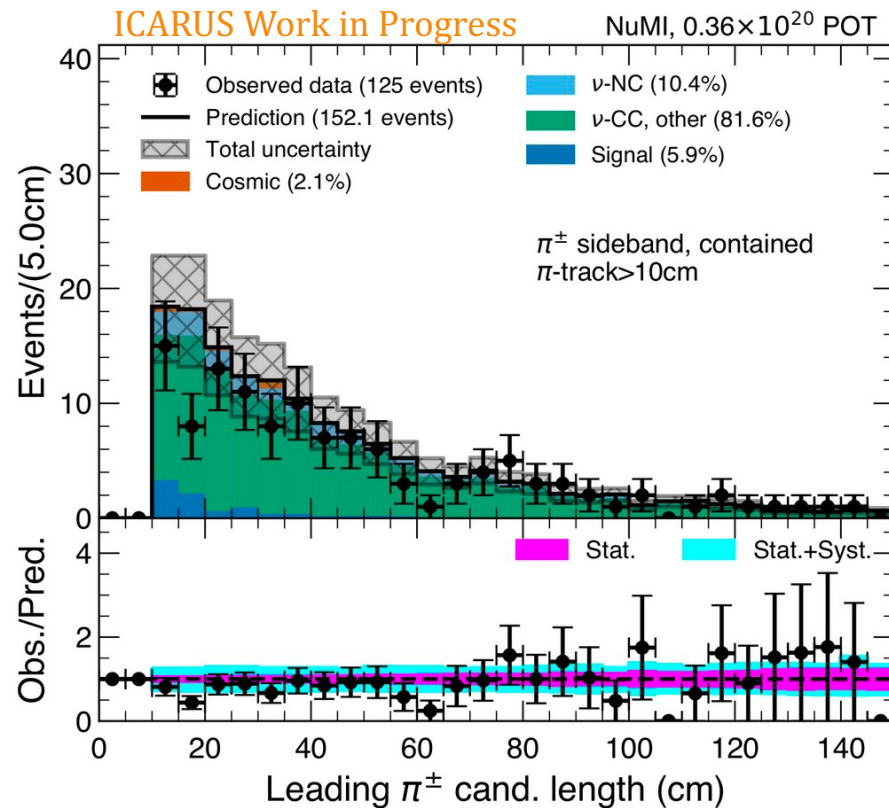 ICARUS Work in Progress
NuMI, 0.36×10²⁰ POT
Observed data (125 events)
Prediction (152.1 events)
Total uncertainty
Cosmic (2.1%)
ν-NC (10.4%)
ν-CC, other (81.6%)
Signal (5.9%)
π± sideband, contained
π-track>10cm
Events/(5.0cm)
40
30
20
10
0
Stat.
Stat.+Syst.
Obs./Pred.
4
2
0
0 20 40 60 80 100 120 140
Leading π± cand. length (cm)